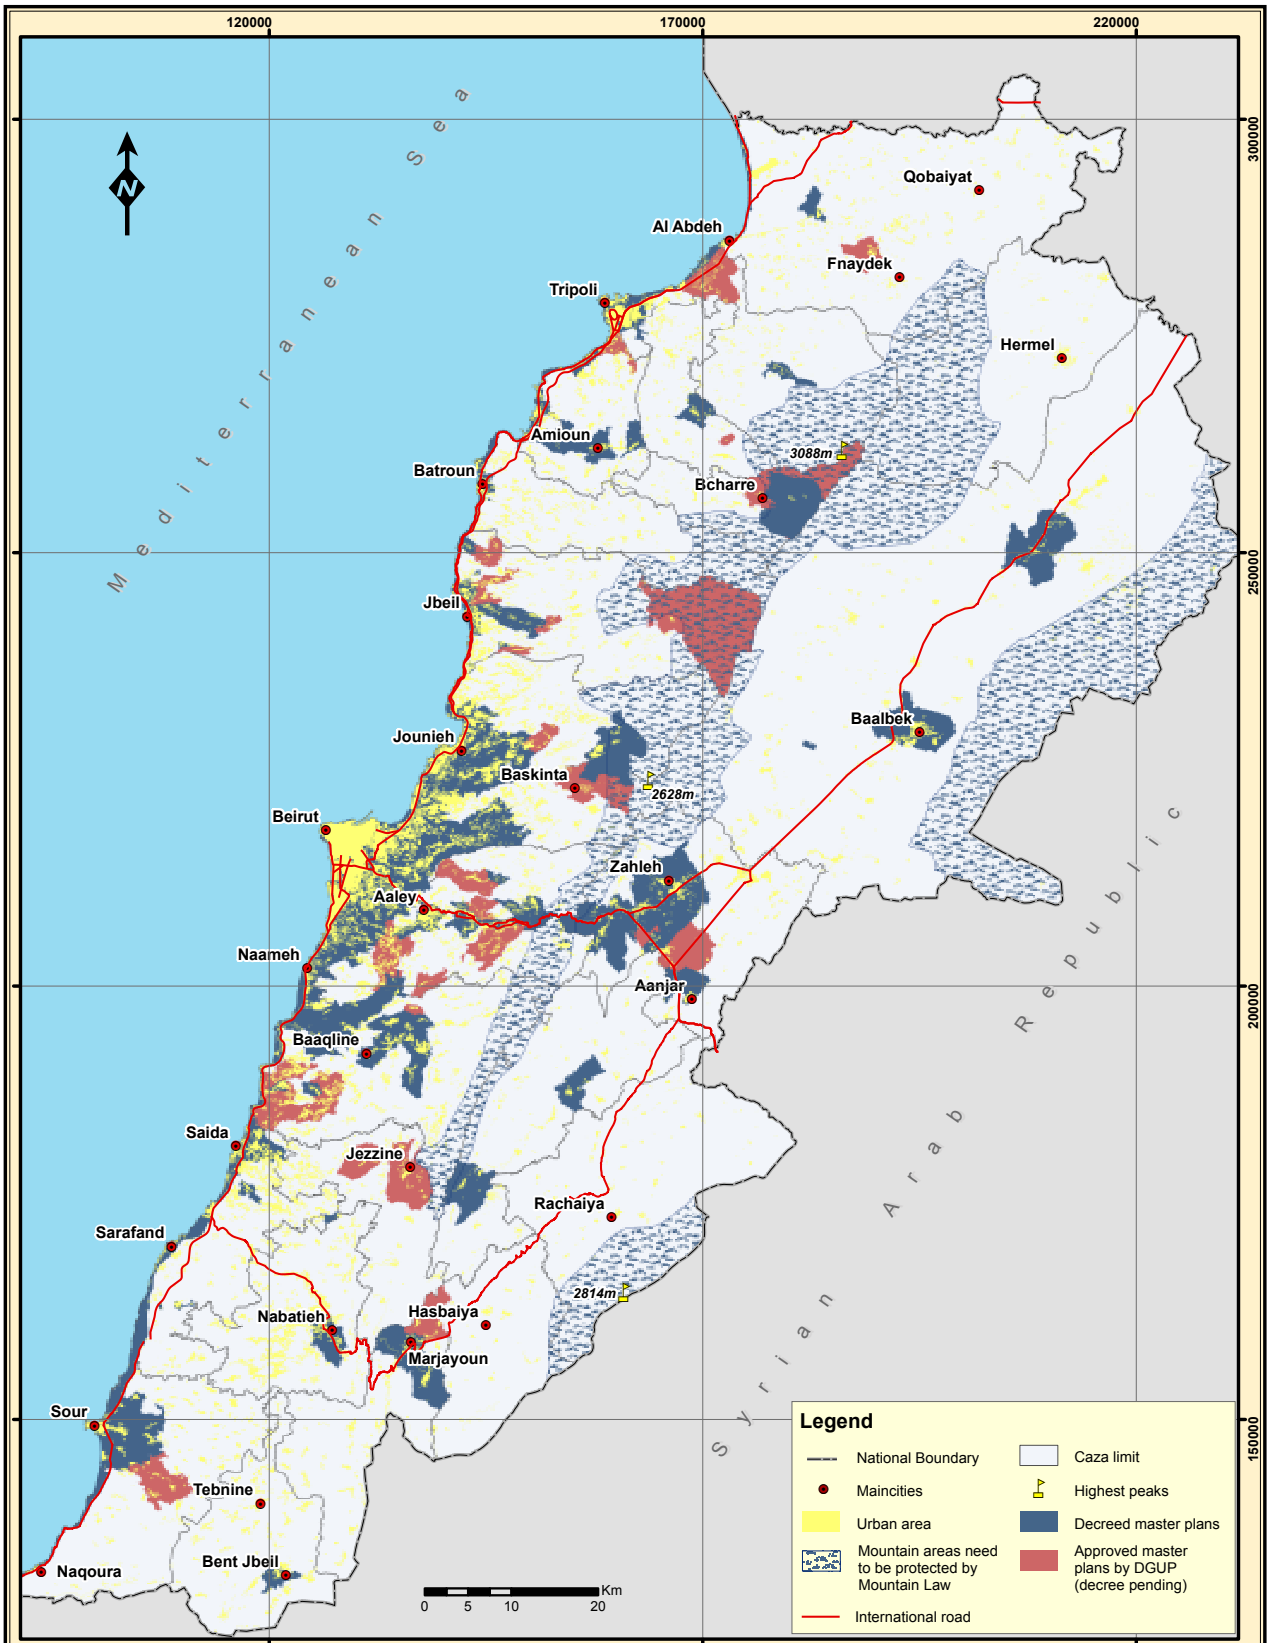 120000
170000
220000
300000
250000
200000
150000
Mediterranean Sea
Syrian Arab Republic
N
Qobaiyat
Al Abdeh
Fnaydek
Tripoli
Hermel
Amioun
3088m
Batroun
Bcharre
Jbeil
Baalbek
Jounieh
Baskinta
2628m
Beirut
Zahleh
Aaley
Naameh
Aanjar
Baaqline
Saida
Jezzine
Rachaiya
Sarafand
2814m
Hasbaiya
Nabatieh
Marjayoun
Sour
Tebnine
Bent Jbeil
Naqoura
Km
0 5 10 20
Legend
National Boundary
Maincities
Urban area
Mountain areas need
to be protected by
Mountain Law
International road
Caza limit
Highest peaks
Decreed master plans
Approved master
plans by DGUP
(decree pending)